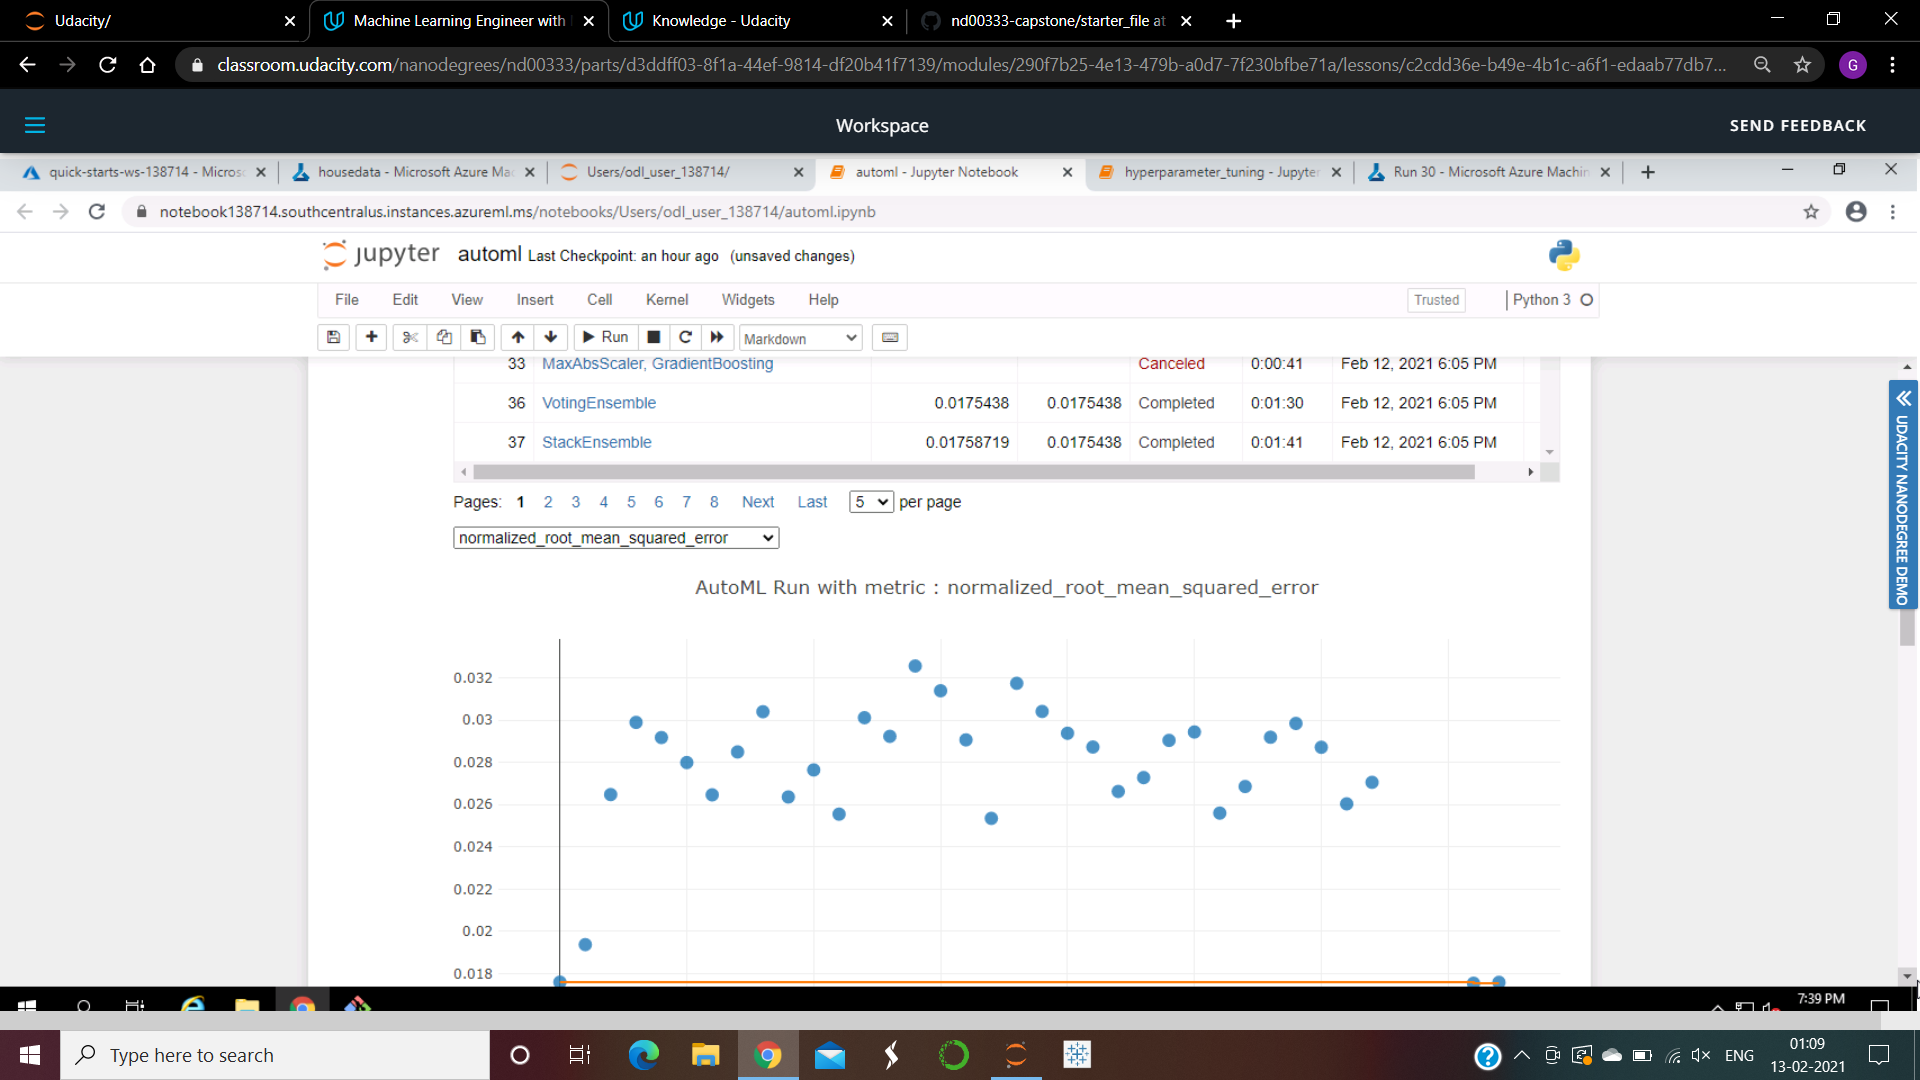 Udacity/
Machine Learning Engineer with
Knowledge - Udacity
nd00333-capstone/starter_file at
classroom.udacity.com/nanodegrees/nd00333/parts/d3ddff03-8f1a-44ef-9814-df20b41f7139/modules/290f7b25-4e13-479b-a0d7-7f230bfbe71a/lessons/c2cdd36e-b49e-4b1c-a6f1-edaab77db7...
G
Workspace
SEND FEEDBACK
quick-starts-ws-138714 - Micros
housedata - Microsoft Azure Mac
Users/odl_user_138714/
automl - Jupyter Notebook
hyperparameter_tuning - Jupyter
Run 30 - Microsoft Azure Machin
notebook138714.southcentralus.instances.azureml.ms/notebooks/Users/odl_user_138714/automl.ipynb
jupyter automl Last Checkpoint: an hour ago (unsaved changes)
File Edit View Insert Cell Kernel Widgets Help
Trusted
Python 3
Run
Markdown
33 MaxAbsScaler, GradientBoosting Canceled 0:00:41 Feb 12, 2021 6:05 PM
36 VotingEnsemble 0.0175438 0.0175438 Completed 0:01:30 Feb 12, 2021 6:05 PM
37 StackEnsemble 0.01758719 0.0175438 Completed 0:01:41 Feb 12, 2021 6:05 PM
Pages: 1 2 3 4 5 6 7 8 Next Last 5 per page
normalized_root_mean_squared_error
AutoML Run with metric : normalized_root_mean_squared_error
0.032
0.03
0.028
0.026
0.024
0.022
0.02
0.018
UDACITY NANODEGREE DEMO
7:39 PM
Type here to search
ENG
01:09
13-02-2021